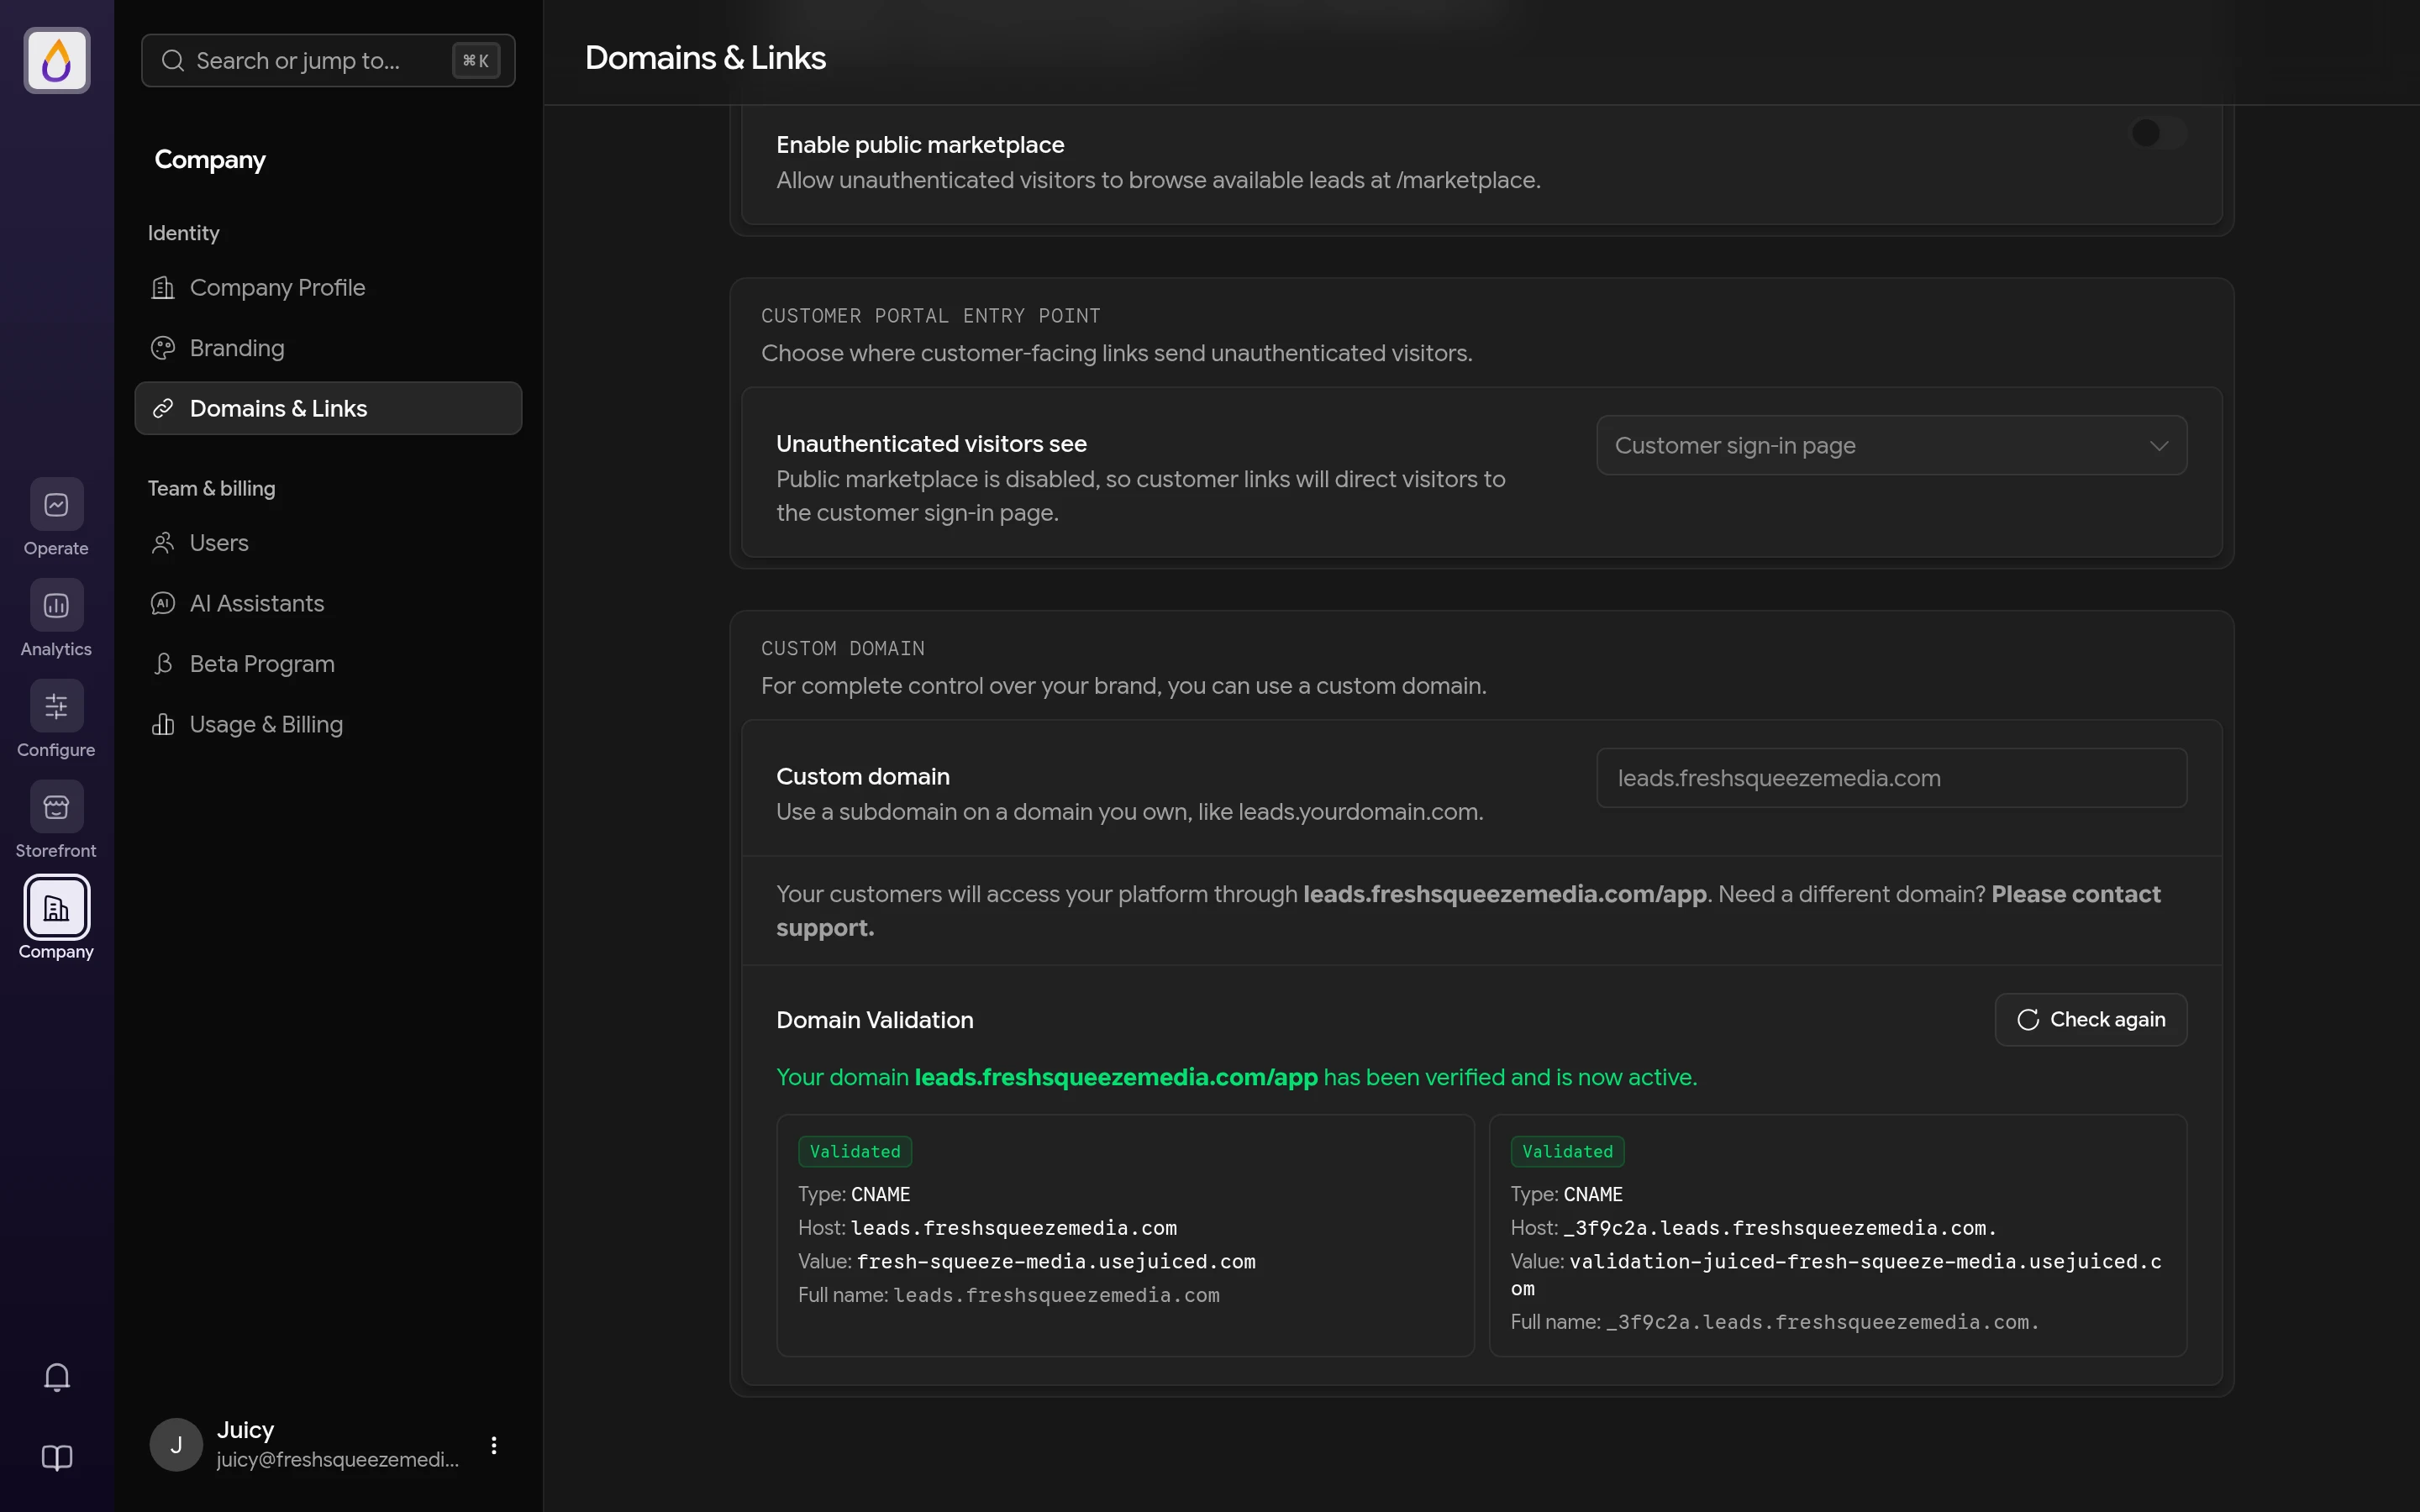 Search or jump to...
⌘ K
Company
Identity
Company Profile
Branding
Domains & Links
Team & billing
Users
AI Assistants
Beta Program
Usage & Billing
Operate
Analytics
Configure
Storefront
Company
J
Juicy
juicy@freshsqueezemedi...
Domains & Links
Enable public marketplace
Allow unauthenticated visitors to browse available leads at /marketplace.
CUSTOMER PORTAL ENTRY POINT
Choose where customer-facing links send unauthenticated visitors.
Unauthenticated visitors see
Public marketplace is disabled, so customer links will direct visitors to
the customer sign-in page.
Customer sign-in page
CUSTOM DOMAIN
For complete control over your brand, you can use a custom domain.
Custom domain
Use a subdomain on a domain you own, like leads.yourdomain.com.
leads.freshsqueezemedia.com
Your customers will access your platform through leads.freshsqueezemedia.com/app. Need a different domain? Please contact
support.
Domain Validation
Check again
Your domain leads.freshsqueezemedia.com/app has been verified and is now active.
Validated
Type: CNAME
Host: leads.freshsqueezemedia.com
Value: fresh-squeeze-media.usejuiced.com
Full name: leads.freshsqueezemedia.com
Validated
Type: CNAME
Host: _3f9c2a.leads.freshsqueezemedia.com.
Value: validation-juiced-fresh-squeeze-media.usejuiced.c
om
Full name: _3f9c2a.leads.freshsqueezemedia.com.